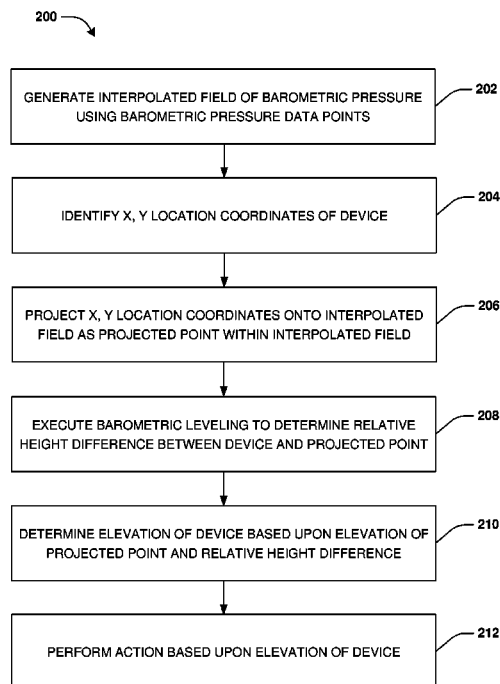 200
GENERATE INTERPOLATED FIELD OF BAROMETRIC PRESSURE
USING BAROMETRIC PRESSURE DATA POINTS
202
IDENTIFY X, Y LOCATION COORDINATES OF DEVICE
204
PROJECT X, Y LOCATION COORDINATES ONTO INTERPOLATED
FIELD AS PROJECTED POINT WITHIN INTERPOLATED FIELD
206
EXECUTE BAROMETRIC LEVELING TO DETERMINE RELATIVE
HEIGHT DIFFERENCE BETWEEN DEVICE AND PROJECTED POINT
208
DETERMINE ELEVATION OF DEVICE BASED UPON ELEVATION OF
PROJECTED POINT AND RELATIVE HEIGHT DIFFERENCE
210
PERFORM ACTION BASED UPON ELEVATION OF DEVICE
212